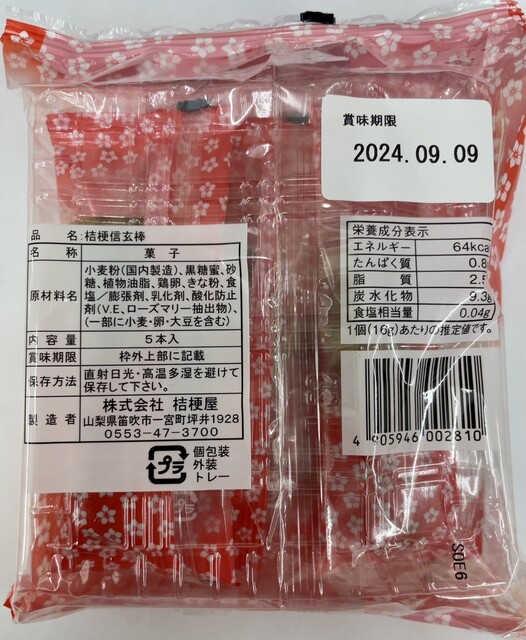 賞味期限
2024.09.09
品　名:桔梗信玄棒
名　称　菓子
原材料名　小麦粉(国内製造)、黒糖蜜、砂
糖、植物油脂、鶏卵、きな粉、食
塩／膨張剤、乳化剤、酸化防止
剤(V.E、ローズマリー抽出物)、
(一部に小麦・卵・大豆を含む)
内容量　5本入
賞味期限　枠外上部に記載
保存方法　直射日光・高温多湿を避けて
保存して下さい。
製造者　株式会社 桔梗屋
山梨県笛吹市一宮町坪井1928
0553-47-3700
プラ
個包装
外装
トレー
栄養成分表示
エネルギー　64kcal
たんぱく質　0.8
脂質　2.5
炭水化物　9.3g
食塩相当量　0.04g
1個(16g)あたりの推定値です。
4 905946 002810
S0E6